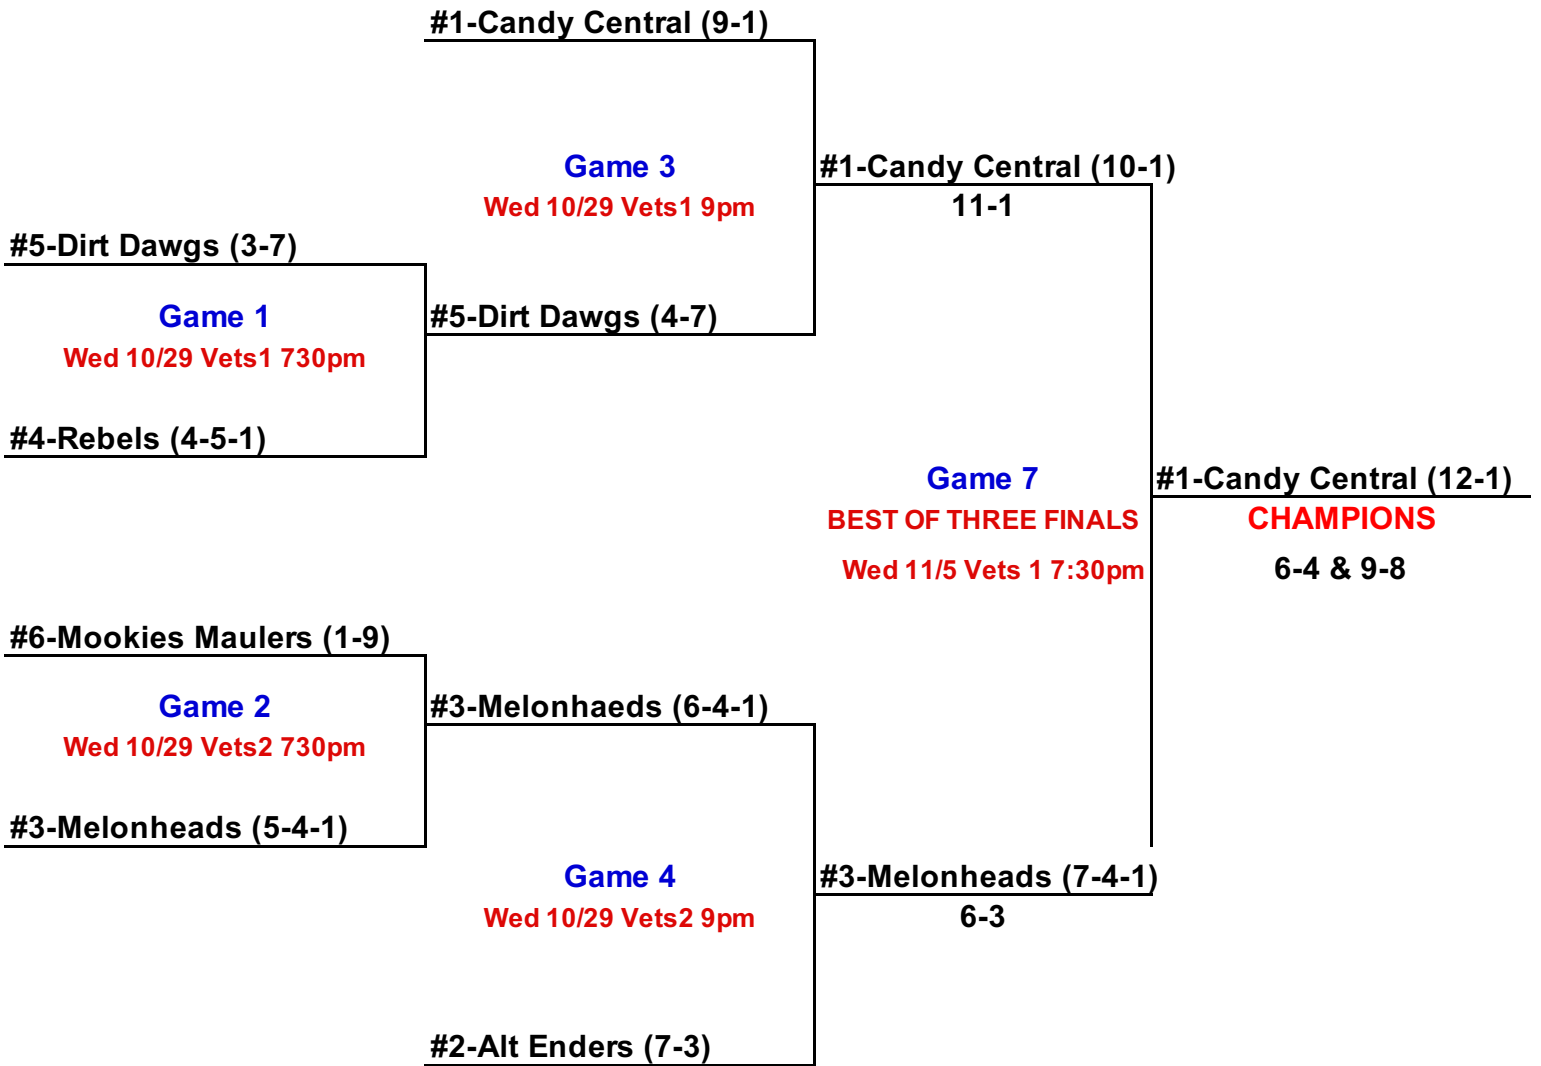 #1-Candy Central (9-1)
Game 3
Wed 10/29 Vets1 9pm
#1-Candy Central (10-1)
11-1
#5-Dirt Dawgs (3-7)
Game 1
Wed 10/29 Vets1 730pm
#5-Dirt Dawgs (4-7)
#4-Rebels (4-5-1)
Game 7
BEST OF THREE FINALS
Wed 11/5 Vets 1 7:30pm
#1-Candy Central (12-1)
CHAMPIONS
6-4 & 9-8
#6-Mookies Maulers (1-9)
Game 2
Wed 10/29 Vets2 730pm
#3-Melonhaeds (6-4-1)
#3-Melonheads (5-4-1)
Game 4
Wed 10/29 Vets2 9pm
#3-Melonheads (7-4-1)
6-3
#2-Alt Enders (7-3)